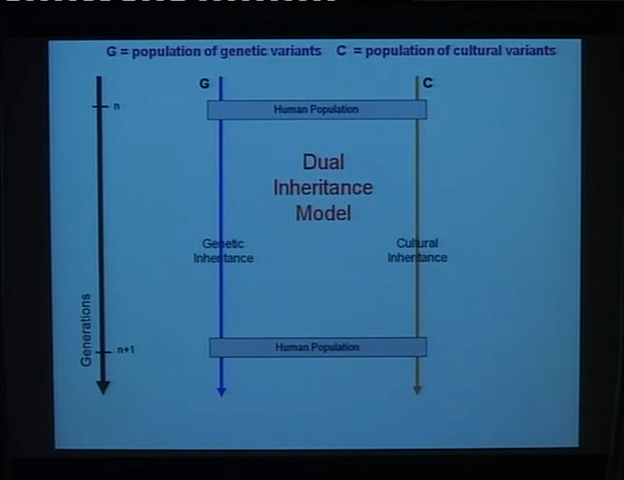 G = population of genetic variants C = population of cultural variants
G
C
n
Human Population
Dual
Inheritance
Model
Genetic
Inheritance
Cultural
Inheritance
Generations
n+1
Human Population